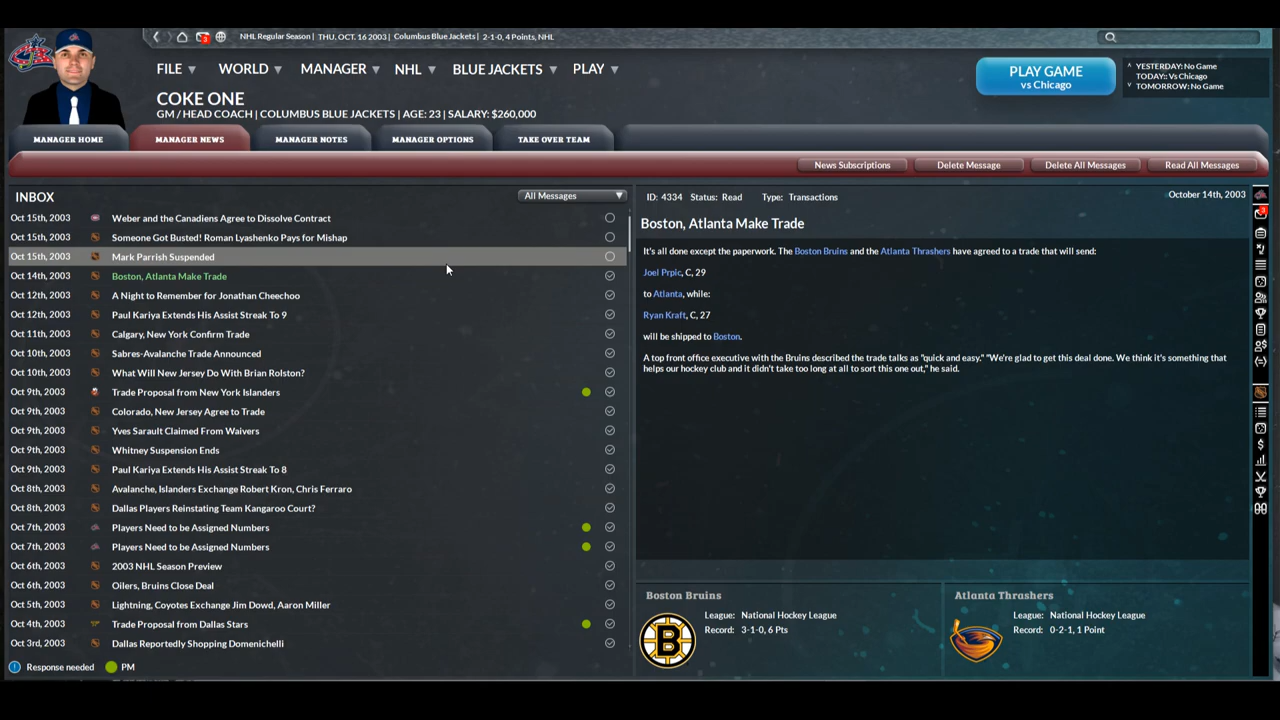 NHL Regular Season | THU. OCT. 16 2003 | Columbus Blue Jackets | 2-1-0, 4 Points, NHL
FILE WORLD MANAGER NHL BLUE JACKETS PLAY
PLAY GAME
vs Chicago
YESTERDAY: No Game
TODAY:: Vs Chicago
TOMORROW: No Game
COKE ONE
GM / HEAD COACH | COLUMBUS BLUE JACKETS | AGE: 23 | SALARY: $260,000
MANAGER HOME MANAGER NEWS MANAGER NOTES MANAGER OPTIONS TAKE OVER TEAM
News Subscriptions Delete Message Delete All Messages Read All Messages
INBOX All Messages
Oct 15th, 2003 Weber and the Canadiens Agree to Dissolve Contract
Oct 15th, 2003 Someone Got Busted! Roman Lyashenko Pays for Mishap
Oct 15th, 2003 Mark Parrish Suspended
Oct 14th, 2003 Boston, Atlanta Make Trade
Oct 12th, 2003 A Night to Remember for Jonathan Cheechoo
Oct 12th, 2003 Paul Kariya Extends His Assist Streak To 9
Oct 11th, 2003 Calgary, New York Confirm Trade
Oct 10th, 2003 Sabres-Avalanche Trade Announced
Oct 10th, 2003 What Will New Jersey Do With Brian Rolston?
Oct 9th, 2003 Trade Proposal from New York Islanders
Oct 9th, 2003 Colorado, New Jersey Agree to Trade
Oct 9th, 2003 Yves Sarault Claimed From Waivers
Oct 9th, 2003 Whitney Suspension Ends
Oct 9th, 2003 Paul Kariya Extends His Assist Streak To 8
Oct 8th, 2003 Avalanche, Islanders Exchange Robert Kron, Chris Ferraro
Oct 8th, 2003 Dallas Players Reinstating Team Kangaroo Court?
Oct 7th, 2003 Players Need to be Assigned Numbers
Oct 7th, 2003 Players Need to be Assigned Numbers
Oct 6th, 2003 2003 NHL Season Preview
Oct 6th, 2003 Oilers, Bruins Close Deal
Oct 5th, 2003 Lightning, Coyotes Exchange Jim Dowd, Aaron Miller
Oct 4th, 2003 Trade Proposal from Dallas Stars
Oct 3rd, 2003 Dallas Reportedly Shopping Domenichelli
Response needed PM
ID: 4334 Status: Read Type: Transactions October 14th, 2003
Boston, Atlanta Make Trade
It's all done except the paperwork. The Boston Bruins and the Atlanta Thrashers have agreed to a trade that will send:
Joel Prpic, C, 29
to Atlanta, while:
Ryan Kraft, C, 27
will be shipped to Boston.
A top front office executive with the Bruins described the trade talks as "quick and easy." "We're glad to get this deal done. We think it's something that
helps our hockey club and it didn't take too long at all to sort this one out," he said.
Boston Bruins
League: National Hockey League
Record: 3-1-0, 6 Pts
Atlanta Thrashers
League: National Hockey League
Record: 0-2-1, 1 Point